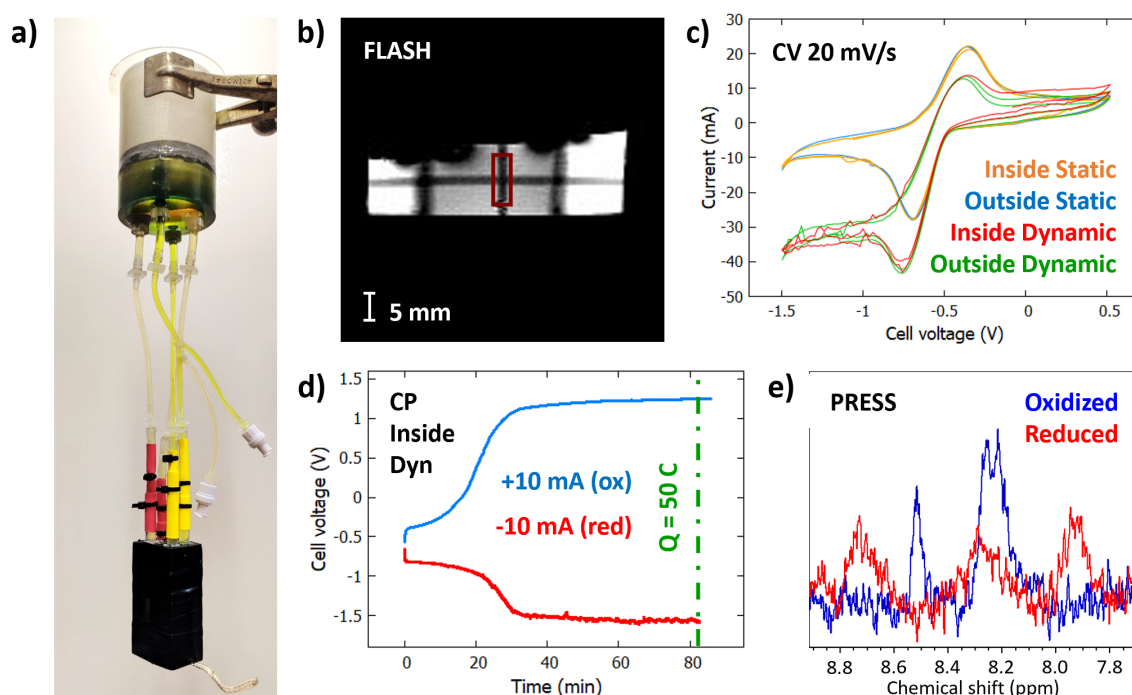 a)
b)
FLASH
5 mm
c)
CV 20 mV/s
Current (mA)
30
20
10
0
-10
-20
-30
-40
-50
Inside Static
Outside Static
Inside Dynamic
Outside Dynamic
-1.5
-1
-0.5
0
0.5
Cell voltage (V)
d)
CP
Inside
Dyn
Cell voltage (V)
1.5
1.1
0.5
0
-0.5
-1
-1.5
+10 mA (ox)
-10 mA (red)
Q = 50 C
0
20
40
60
80
Time (min)
e)
PRESS
Oxidized
Reduced
8.8
8.6
8.4
8.2
8.0
7.8
Chemical shift (ppm)